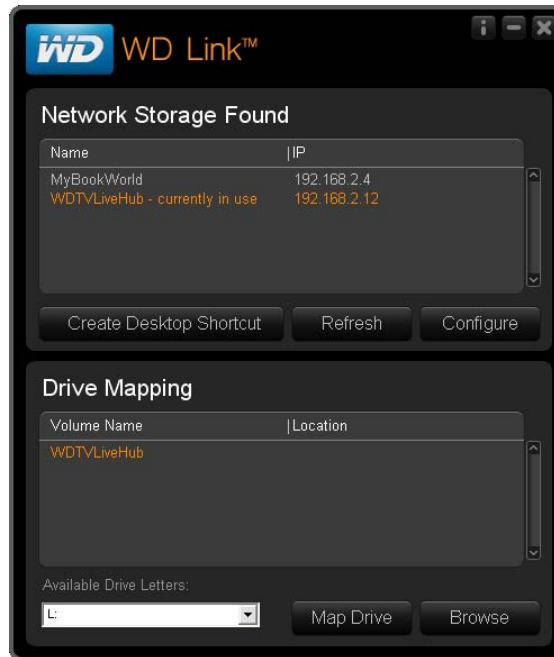 WD WD Link™
Network Storage Found
Name |IP
MyBookWorld 192.168.2.4
WDTVLiveHub - currently in use 192.168.2.12
Create Desktop Shortcut Refresh Configure
Drive Mapping
Volume Name |Location
WDTVLiveHub
Available Drive Letters:
L:
Map Drive Browse